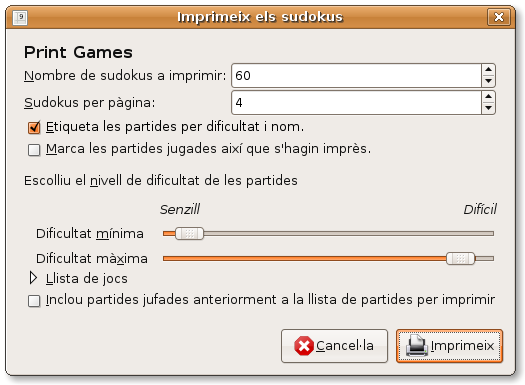 Imprimeix els sudokus
Print Games
Nombre de sudokus a imprimir: 60
Sudokus per pàgina: 4
Etiqueta les partides per dificultat i nom.
Marca les partides jugades així que s'hagin imprès.
Escolliu el nivell de dificultat de les partides
Senzill Difícil
Dificultat mínima
Dificultat màxima
Llista de jocs
Inclou partides jufades anteriorment a la llista de partides per imprimir
Cancel·la Imprimeix